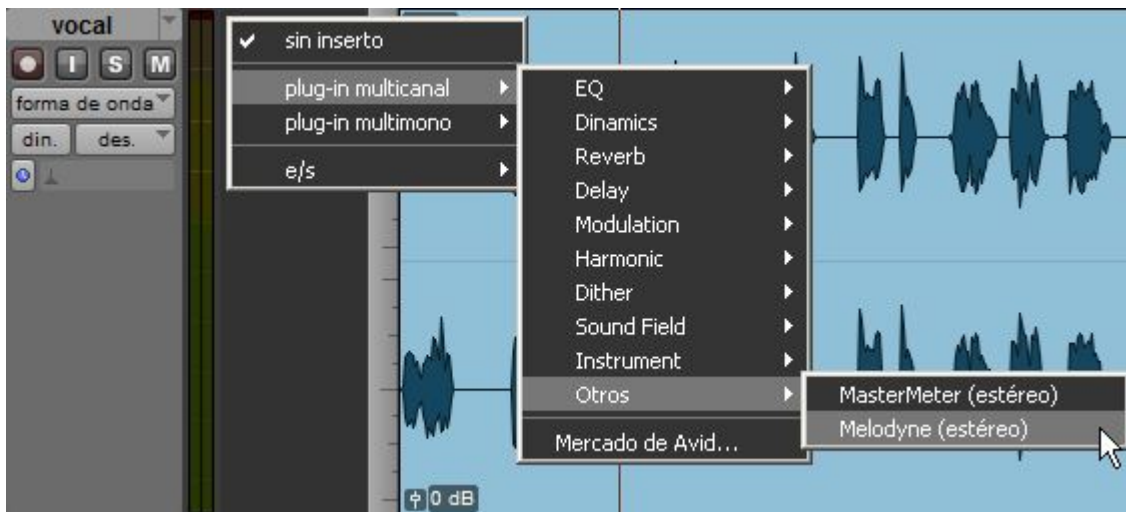 vocal
I S M
forma de onda
din. des.
sin inserto
plug-in multicanal
plug-in multimono
e/s
EQ
Dinamics
Reverb
Delay
Modulation
Harmonic
Dither
Sound Field
Instrument
Otros
Mercado de Avid...
MasterMeter (estéreo)
Melodyne (estéreo)
0 dB